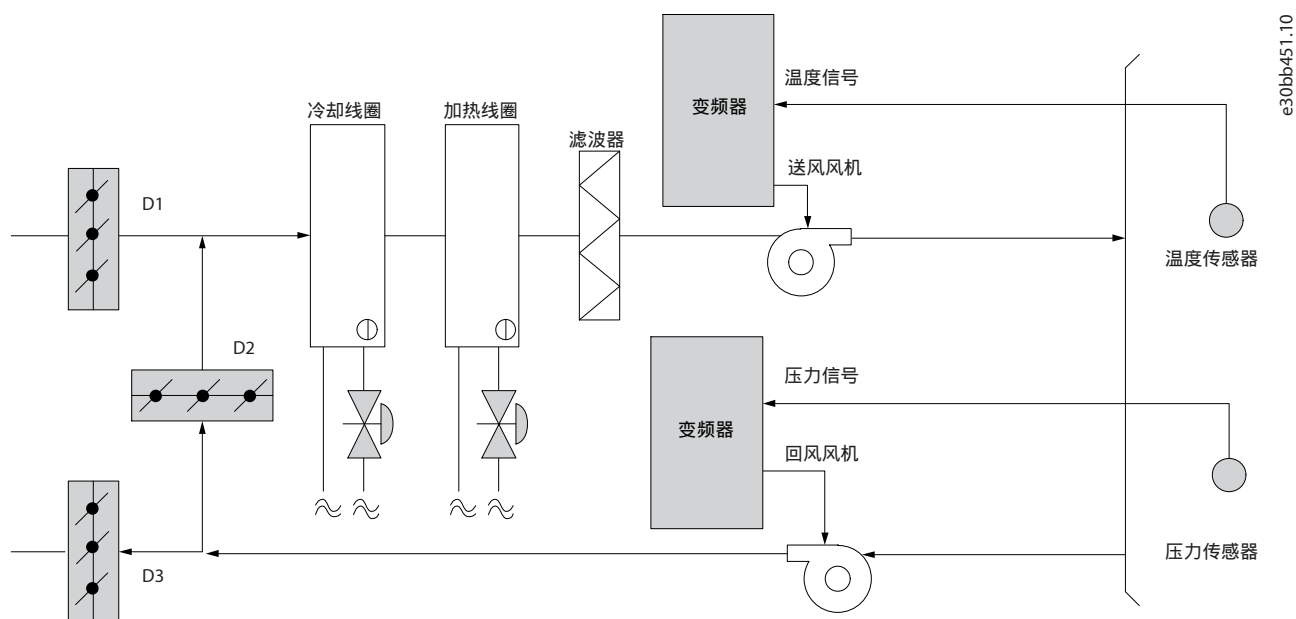 e30bb451.10
温度信号
变频器
冷却线圈
加热线圈
滤波器
送风风机
D1
温度传感器
D2
压力信号
变频器
回风风机
压力传感器
D3